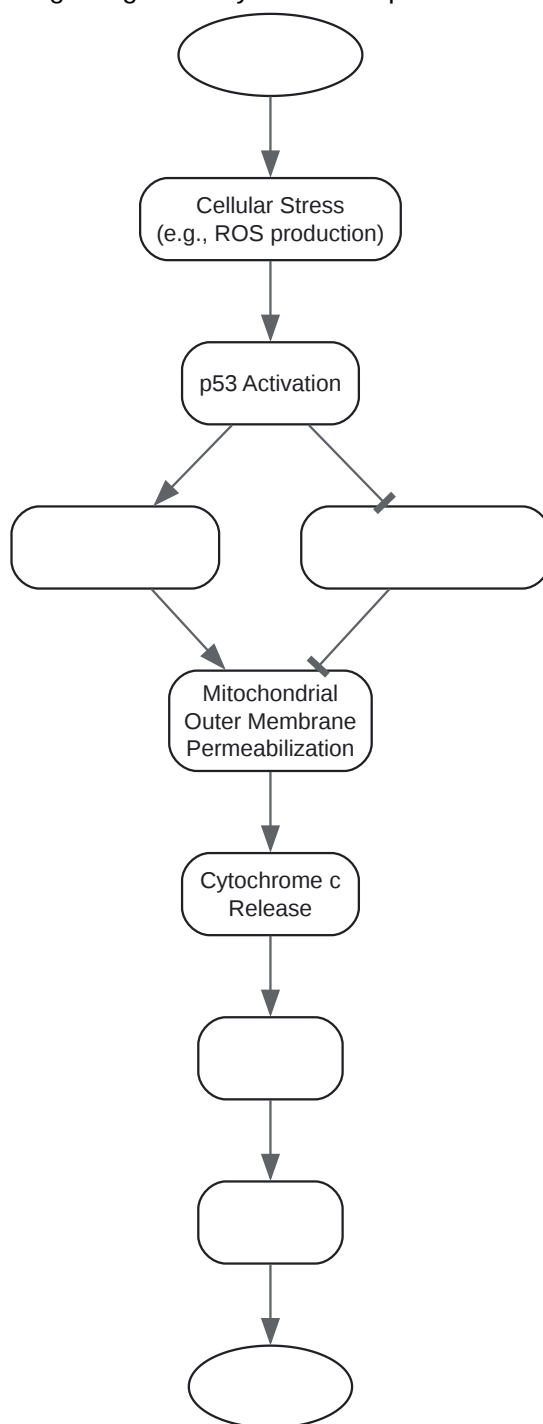 Cellular Stress
(e.g., ROS production)
p53 Activation
Mitochondrial
Outer Membrane
Permeabilization
Cytochrome c
Release